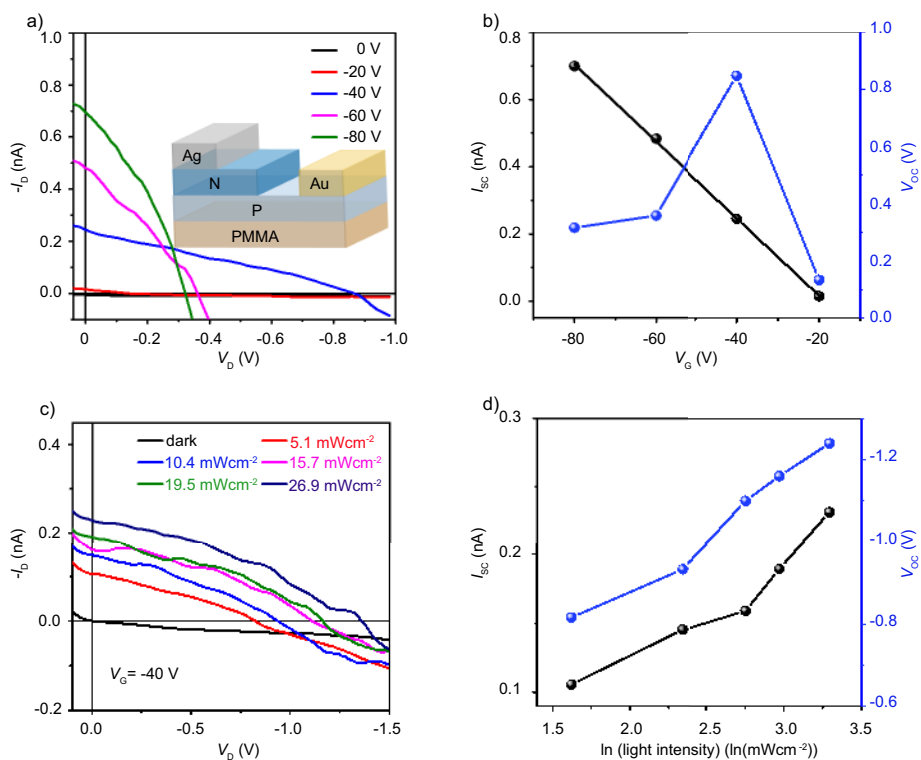 a)
1.0
0.8
0.6
0.4
0.2
0.0
-I_D (nA)
0 V
-20 V
-40 V
-60 V
-80 V
Ag
N
Au
P
PMMA
0
-0.2
-0.4
-0.6
-0.8
-1.0
V_D (V)
b)
0.8
0.6
0.4
0.2
0.0
I_SC (nA)
1.0
0.8
0.6
0.4
0.2
0.0
V_OC (V)
-80
-60
-40
-20
V_G (V)
c)
0.4
0.2
0.0
-0.2
-I_D (nA)
dark
5.1 mWcm⁻²
10.4 mWcm⁻²
15.7 mWcm⁻²
19.5 mWcm⁻²
26.9 mWcm⁻²
V_G= -40 V
0.0
-0.5
-1.0
-1.5
V_D (V)
d)
0.3
0.2
0.1
I_SC (nA)
-1.2
-1.0
-0.8
-0.6
V_OC (V)
1.5
2.0
2.5
3.0
3.5
ln (light intensity) (ln(mWcm⁻²))